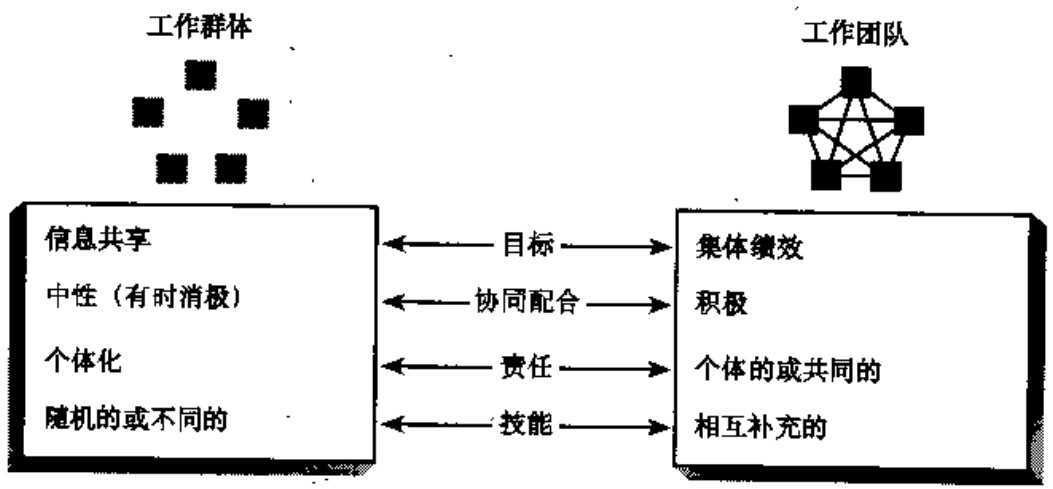 工作群体
工作团队
信息共享 目标 集体绩效
中性（有时消极） 协同配合 积极
个体化 责任 个体的或共同的
随机的或不同的 技能 相互补充的